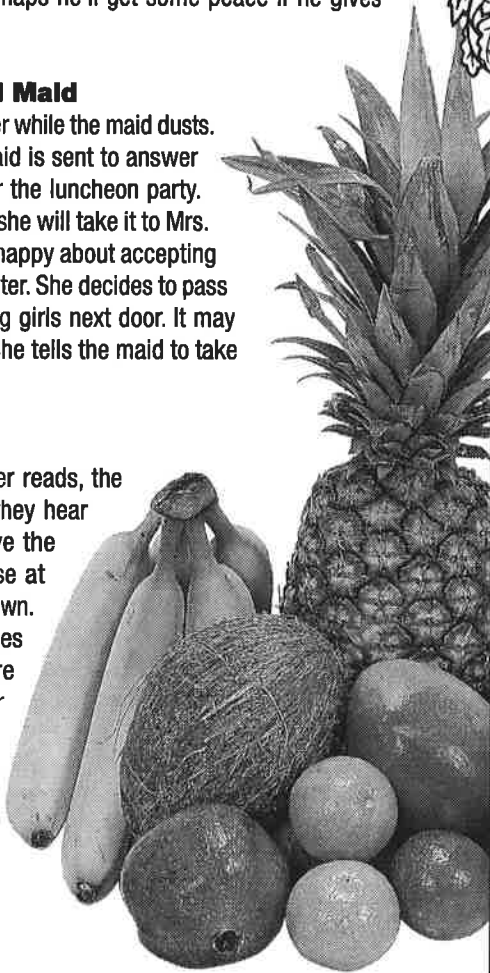 haps he'll get some peace if he gives
Maid
er while the maid dusts.
aid is sent to answer
r the luncheon party.
she will take it to Mrs.
happy about accepting
ter. She decides to pass
g girls next door. It may
he tells the maid to take
er reads, the
hey hear
ve the
se at
wn.
es
re
r